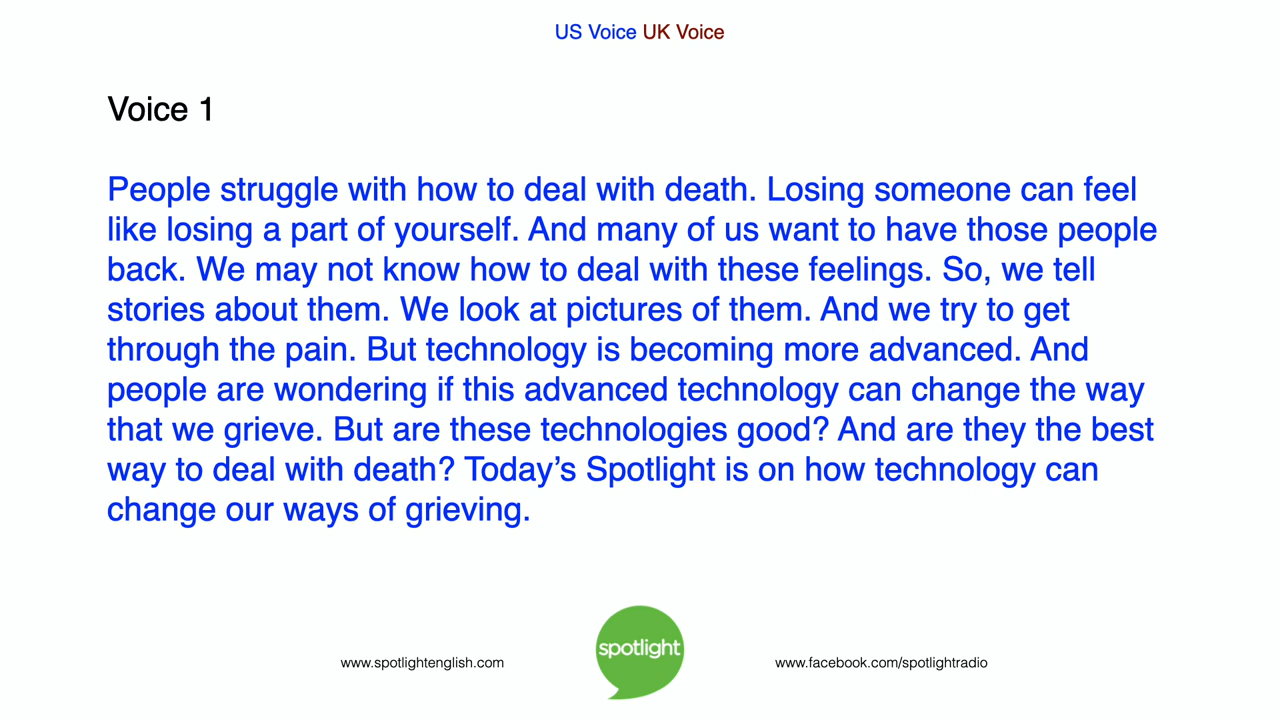 US Voice UK Voice
Voice 1
People struggle with how to deal with death. Losing someone can feel
like losing a part of yourself. And many of us want to have those people
back. We may not know how to deal with these feelings. So, we tell
stories about them. We look at pictures of them. And we try to get
through the pain. But technology is becoming more advanced. And
people are wondering if this advanced technology can change the way
that we grieve. But are these technologies good? And are they the best
way to deal with death? Today’s Spotlight is on how technology can
change our ways of grieving.
spotlight
www.spotlightenglish.com
www.facebook.com/spotlightradio